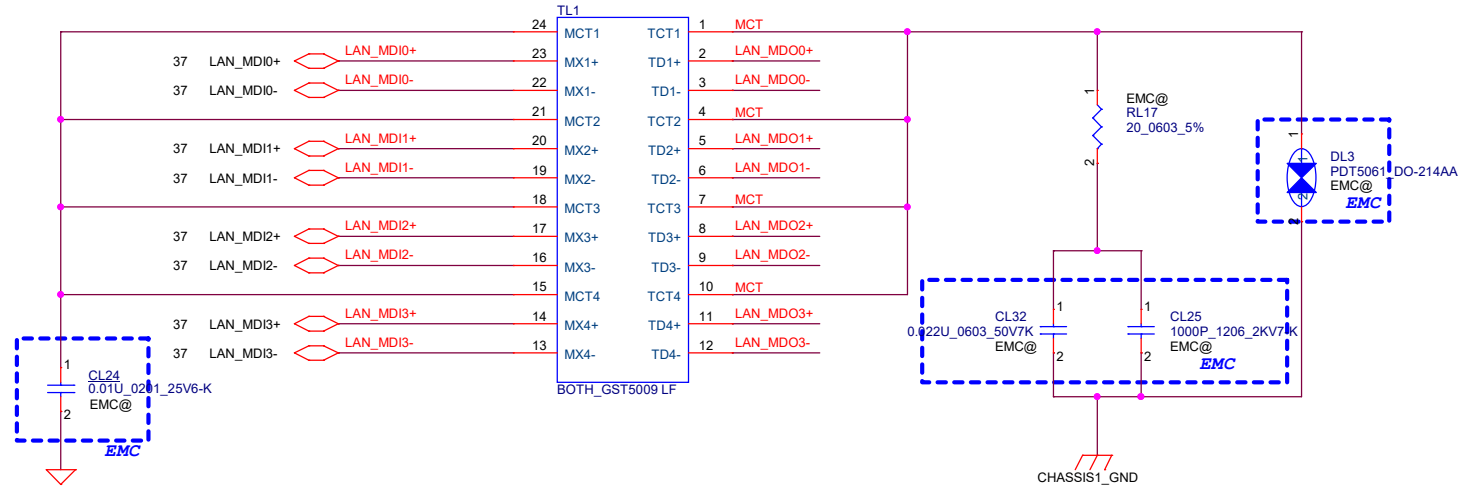 TL1
24 MCT1 TCT1 1 MCT
37 LAN_MDI0+ LAN_MDI0+ 23 MX1+ TD1+ 2 LAN_MDO0+
37 LAN_MDI0- LAN_MDI0- 22 MX1- TD1- 3 LAN_MDO0-
21 MCT2 TCT2 4 MCT
37 LAN_MDI1+ LAN_MDI1+ 20 MX2+ TD2+ 5 LAN_MDO1+
37 LAN_MDI1- LAN_MDI1- 19 MX2- TD2- 6 LAN_MDO1-
18 MCT3 TCT3 7 MCT
37 LAN_MDI2+ LAN_MDI2+ 17 MX3+ TD3+ 8 LAN_MDO2+
37 LAN_MDI2- LAN_MDI2- 16 MX3- TD3- 9 LAN_MDO2-
15 MCT4 TCT4 10 MCT
37 LAN_MDI3+ LAN_MDI3+ 14 MX4+ TD4+ 11 LAN_MDO3+
37 LAN_MDI3- LAN_MDI3- 13 MX4- TD4- 12 LAN_MDO3-
BOTH_GST5009 LF
1
CL24
0.01U_0201_25V6-K
EMC@
2
EMC
1
EMC@
RL17
20_0603_5%
2
1
1
DL3
PDT5061_DO-214AA
EMC@
2
EMC
2
1
CL32
0.022U_0603_50V7K
EMC@
2
1
CL25
1000P_1206_2KV7-K
EMC@
2
EMC
CHASSIS1_GND